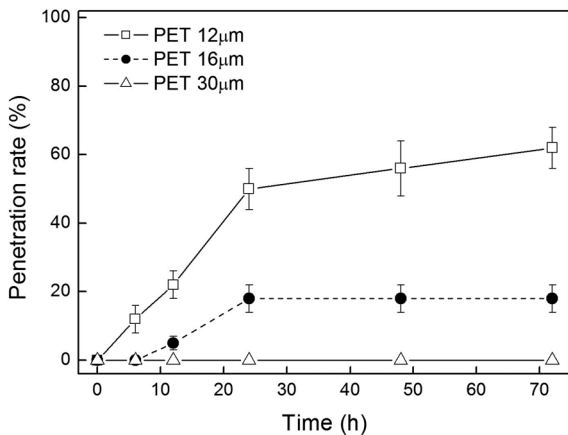 100
80
60
40
20
0
Penetration rate (%)
PET 12μm
PET 16μm
PET 30μm
0 10 20 30 40 50 60 70
Time (h)